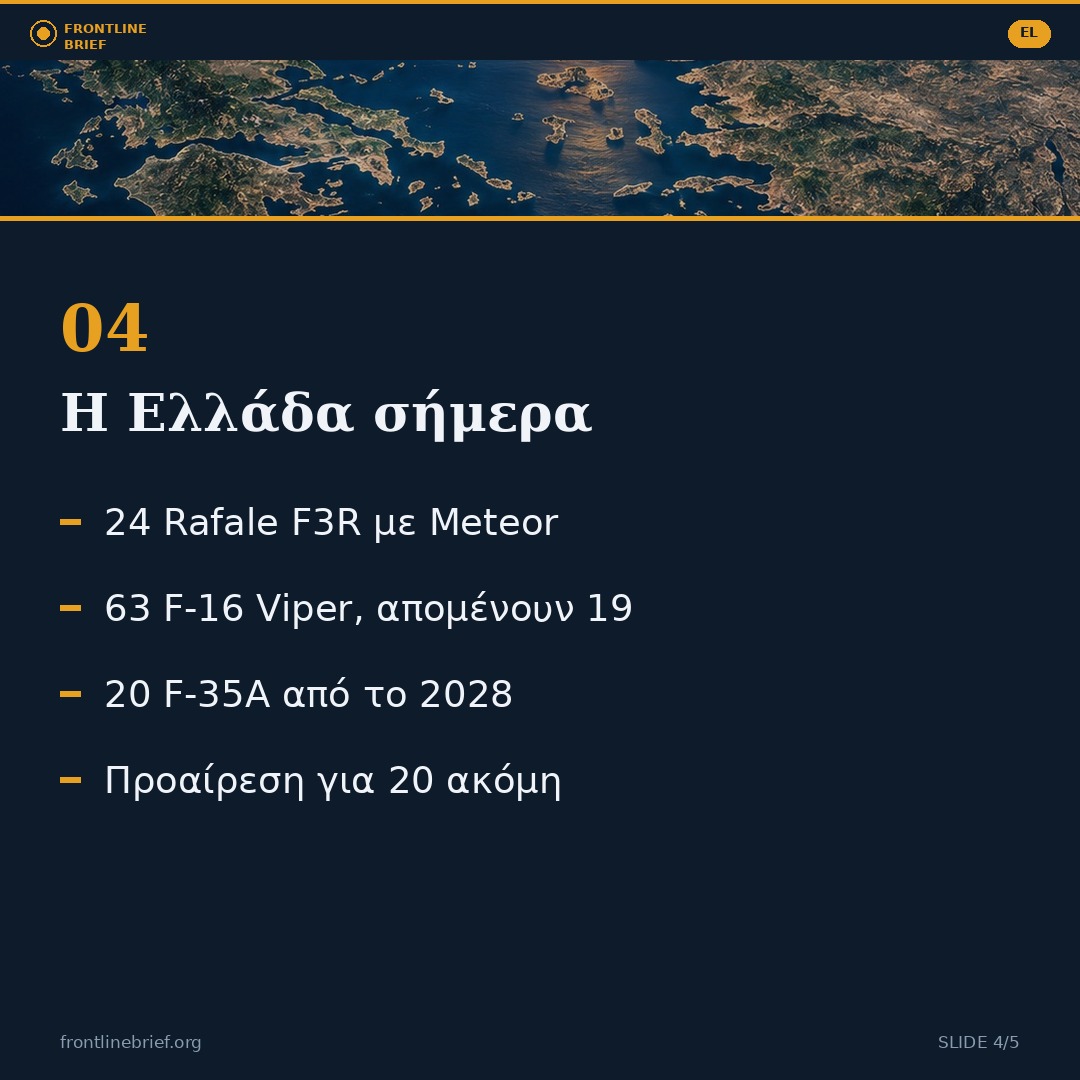 FRONTLINE
BRIEF
EL
04
Η Ελλάδα σήμερα
24 Rafale F3R με Meteor
63 F-16 Viper, απομένουν 19
20 F-35A από το 2028
Προαίρεση για 20 ακόμη
frontlinebrief.org
SLIDE 4/5